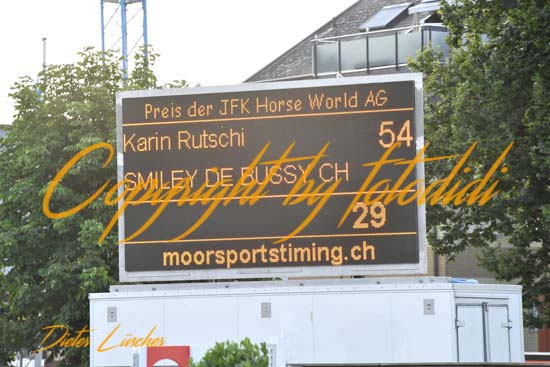 Preis der JFK Horse World AG
Karin Rutschi 54
SMILEY DE BUSSY CH
29
moorsportstiming.ch
Copyright by fotodidi
Dieter Lüscher